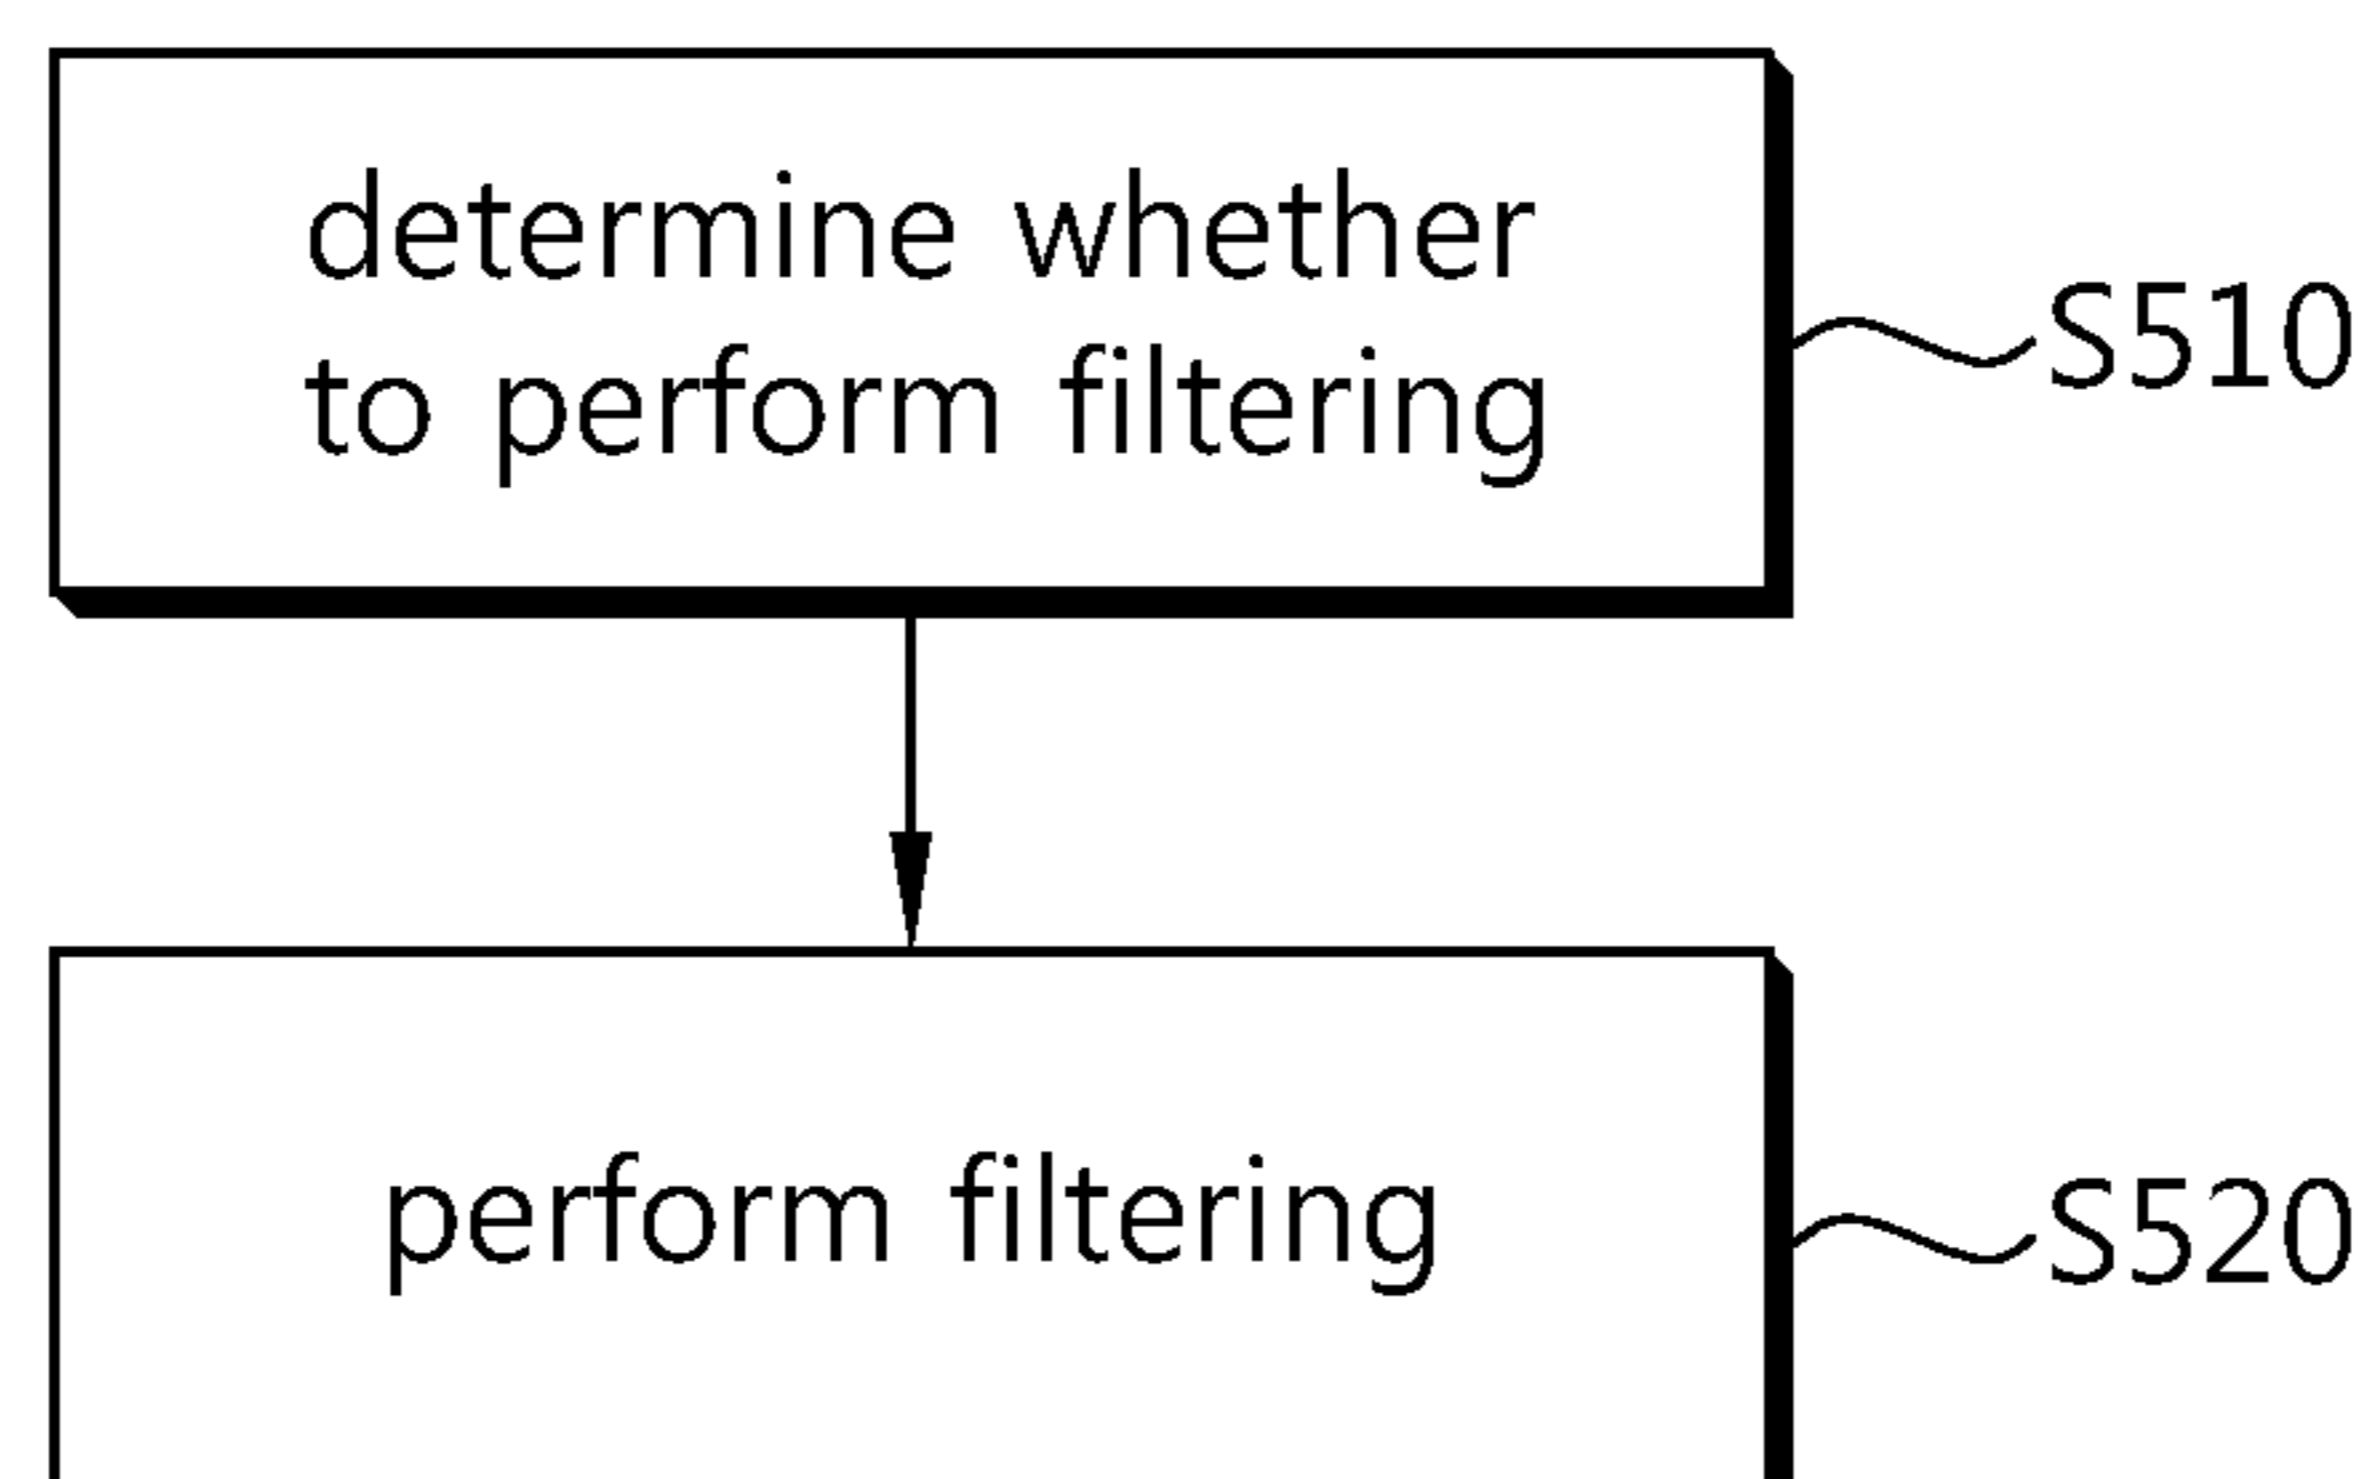 determine whether
to perform filtering
S510
perform filtering
S520